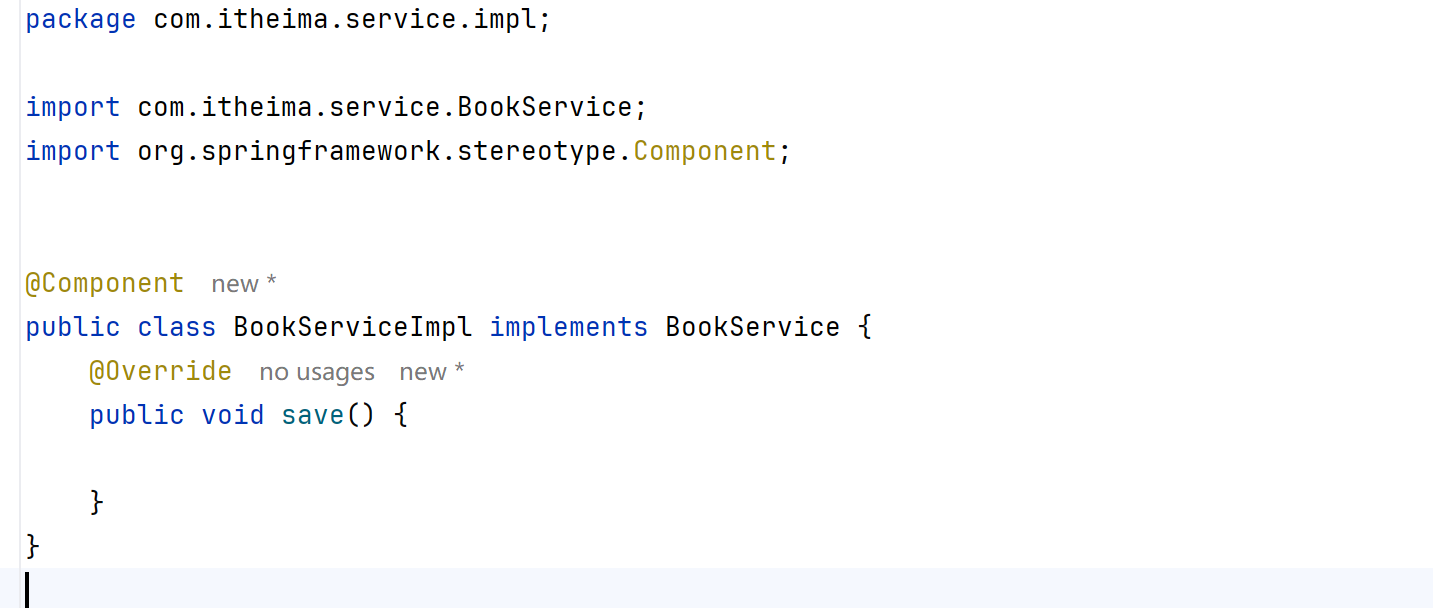 package com.itheima.service.impl;
import com.itheima.service.BookService;
import org.springframework.stereotype.Component;
@Component new *
public class BookServiceImpl implements BookService {
@Override no usages new *
public void save() {
}
}